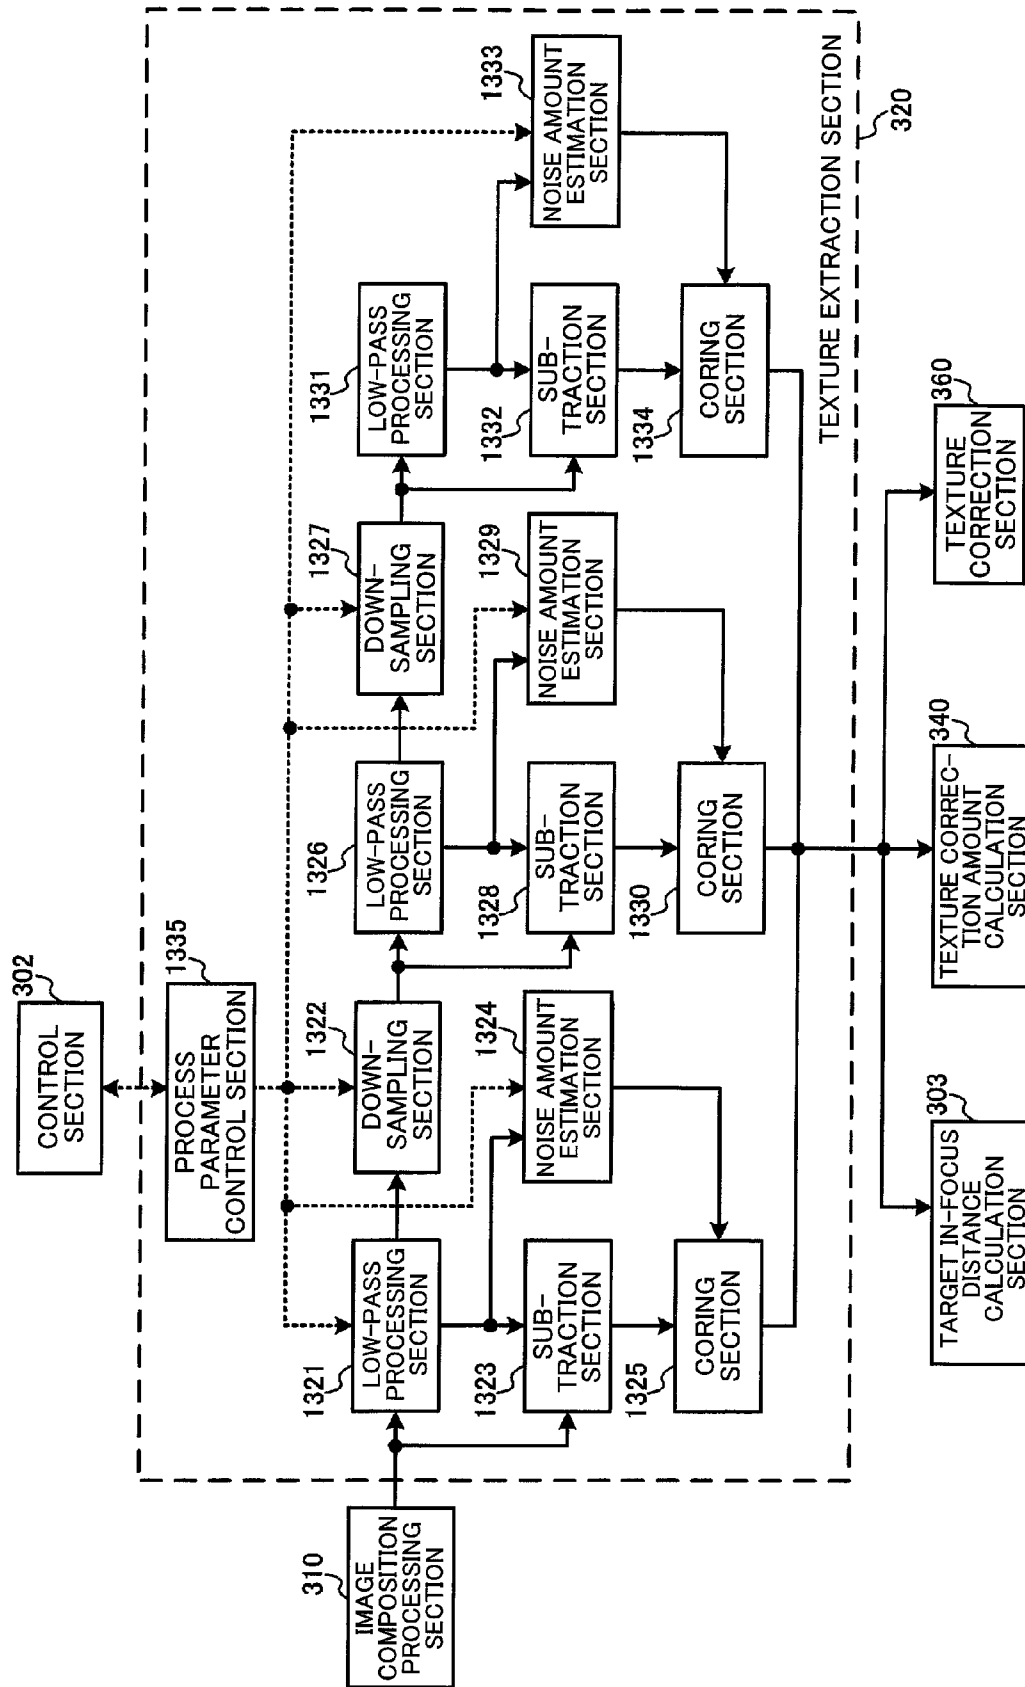 302
CONTROL
SECTION
1335
PROCESS
PARAMETER
CONTROL SECTION
310
IMAGE
COMPOSITION
PROCESSING
SECTION
1321
LOW-PASS
PROCESSING
SECTION
1322
DOWN-
SAMPLING
SECTION
1326
LOW-PASS
PROCESSING
SECTION
1327
DOWN-
SAMPLING
SECTION
1331
LOW-PASS
PROCESSING
SECTION
1323
SUB-
TRACTION
SECTION
1324
NOISE AMOUNT
ESTIMATION
SECTION
1328
SUB-
TRACTION
SECTION
1329
NOISE AMOUNT
ESTIMATION
SECTION
1332
SUB-
TRACTION
SECTION
1333
NOISE AMOUNT
ESTIMATION
SECTION
1325
CORING
SECTION
1330
CORING
SECTION
1334
CORING
SECTION
TEXTURE EXTRACTION SECTION
320
303
TARGET IN-FOCUS
DISTANCE
CALCULATION
SECTION
340
TEXTURE CORREC-
TION AMOUNT
CALCULATION
SECTION
360
TEXTURE
CORRECTION
SECTION